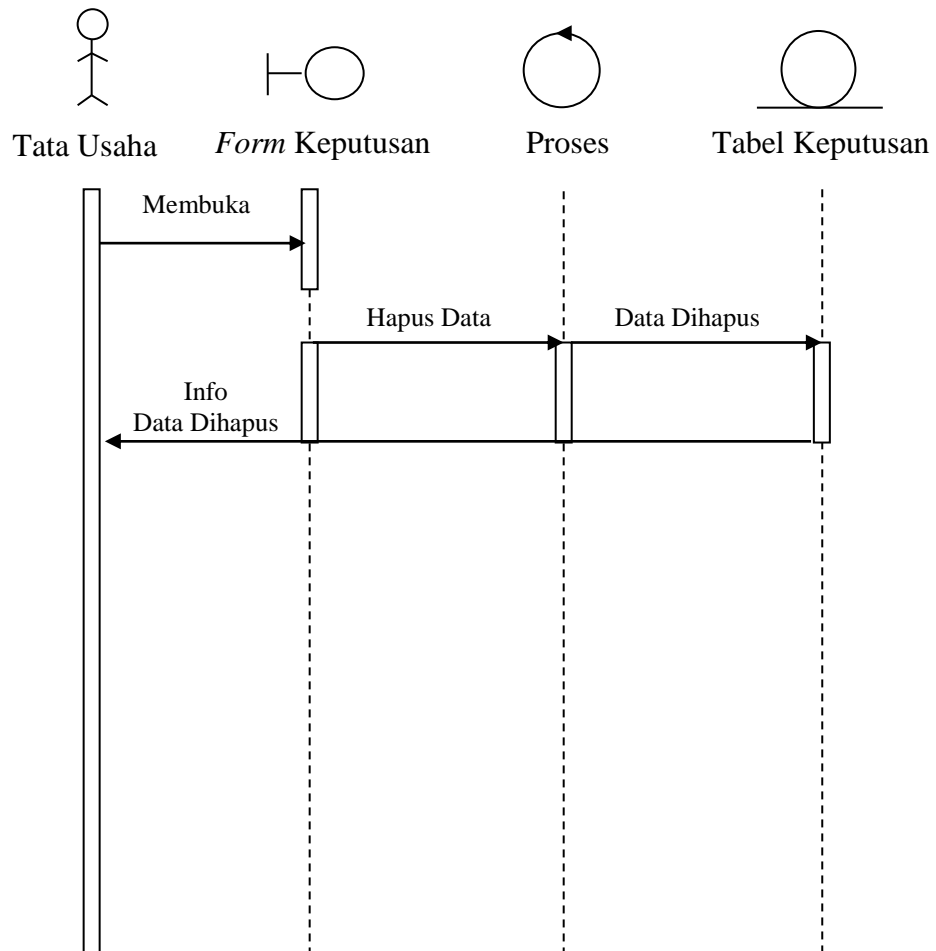 Tata Usaha
Form Keputusan
Proses
Tabel Keputusan
Membuka
Hapus Data
Data Dihapus
Info
Data Dihapus